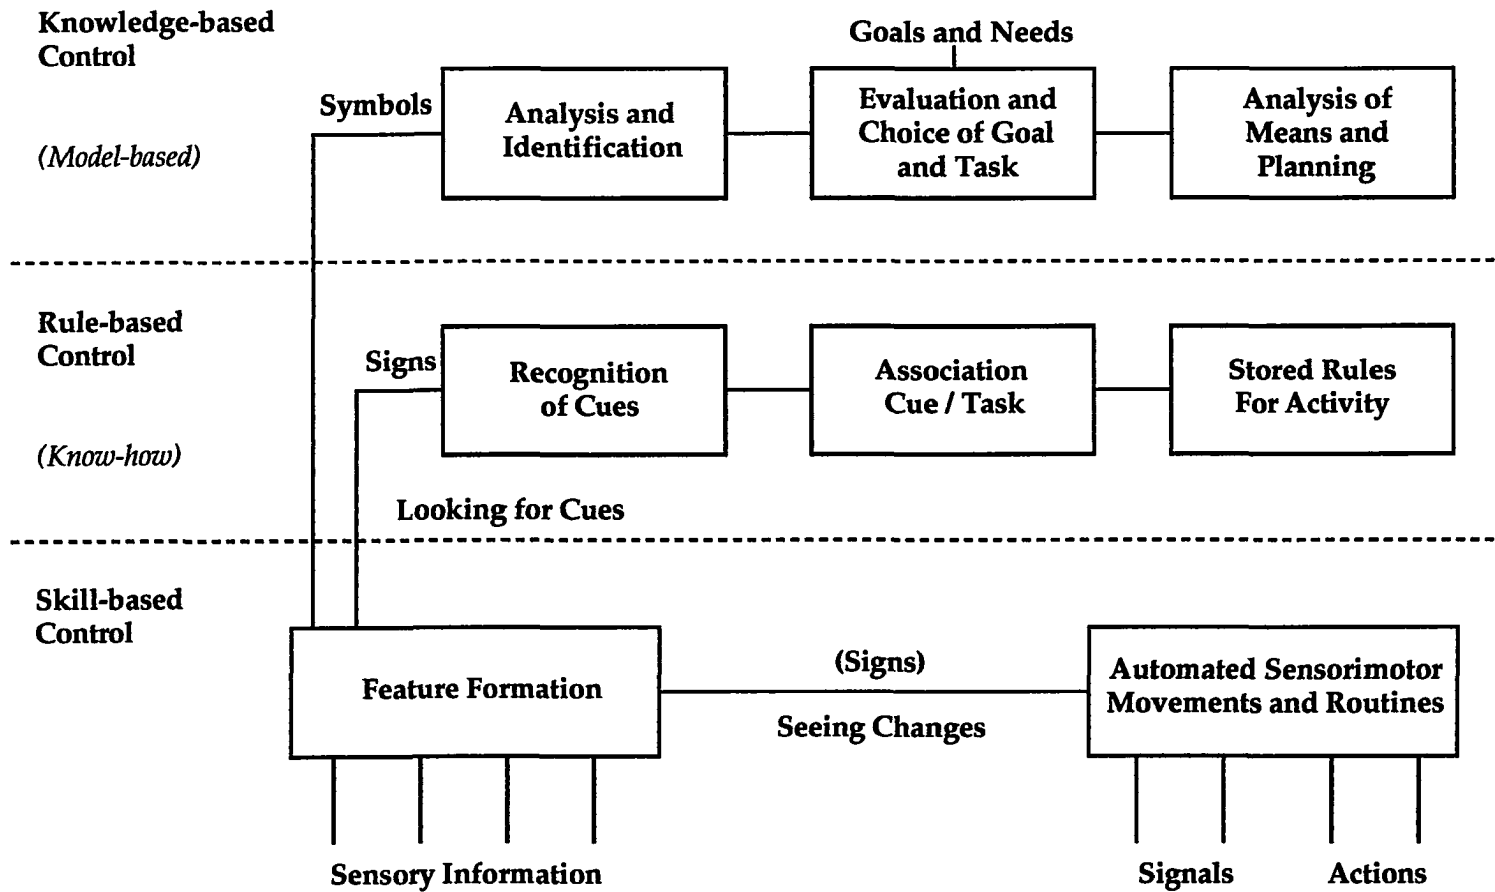 Knowledge-based
Control
(Model-based)
Goals and Needs
Symbols
Analysis and
Identification
Evaluation and
Choice of Goal
and Task
Analysis of
Means and
Planning
Rule-based
Control
(Know-how)
Signs
Recognition
of Cues
Association
Cue / Task
Stored Rules
For Activity
Looking for Cues
Skill-based
Control
Feature Formation
(Signs)
Seeing Changes
Automated Sensorimotor
Movements and Routines
Sensory Information
Signals
Actions